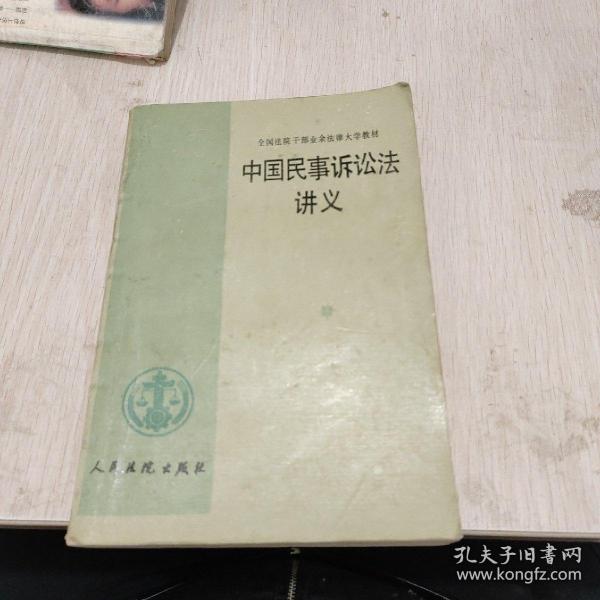 全国法院干部业余法律大学教材
中国民事诉讼法
讲义
人民法院出版社
孔夫子旧书网
www.kongfz.com